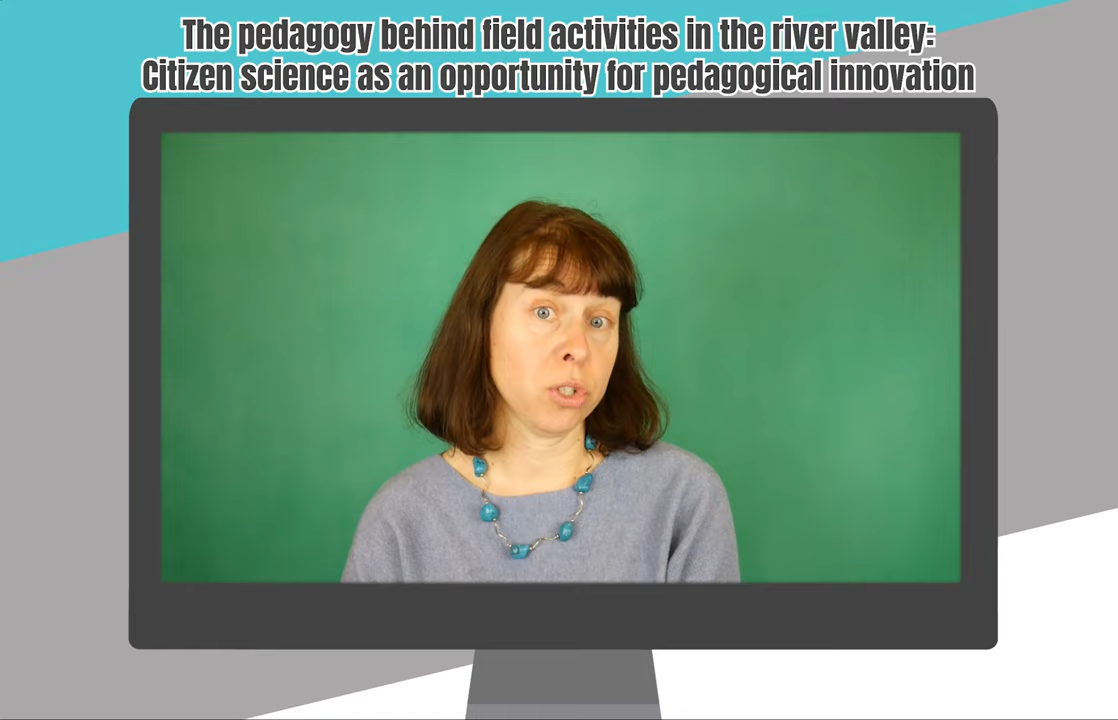 The pedagogy behind field activities in the river valley:
Citizen science as an opportunity for pedagogical innovation